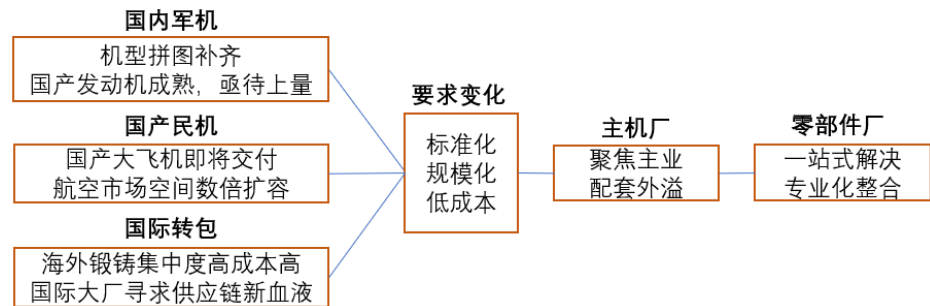 国内军机
机型拼图补齐
国产发动机成熟，亟待上量
国产民机
国产大飞机即将交付
航空市场空间数倍扩容
国际转包
海外锻铸集中度高成本高
国际大厂寻求供应链新血液
要求变化
标准化
规模化
低成本
主机厂
聚焦主业
配套外溢
零部件厂
一站式解决
专业化整合